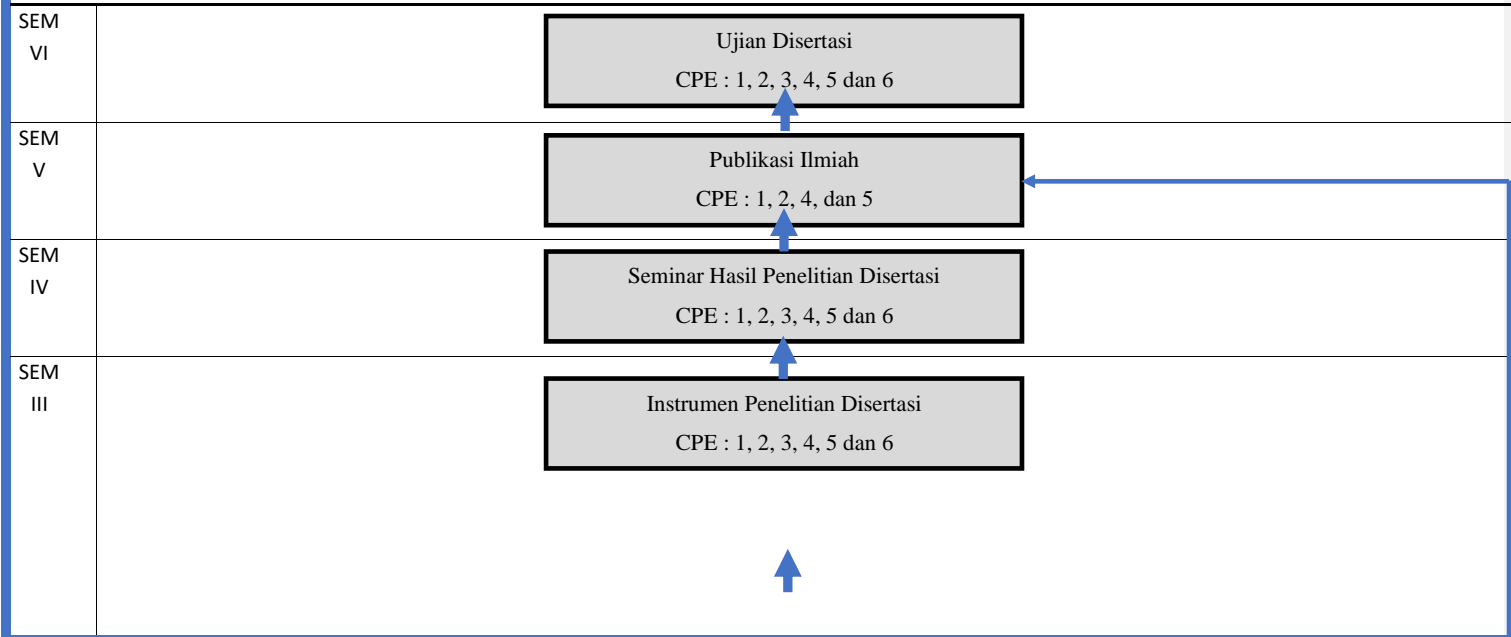 SEM
VI
Ujian Disertasi
CPE : 1, 2, 3, 4, 5 dan 6
SEM
V
Publikasi Ilmiah
CPE : 1, 2, 4, dan 5
SEM
IV
Seminar Hasil Penelitian Disertasi
CPE : 1, 2, 3, 4, 5 dan 6
SEM
III
Instrumen Penelitian Disertasi
CPE : 1, 2, 3, 4, 5 dan 6